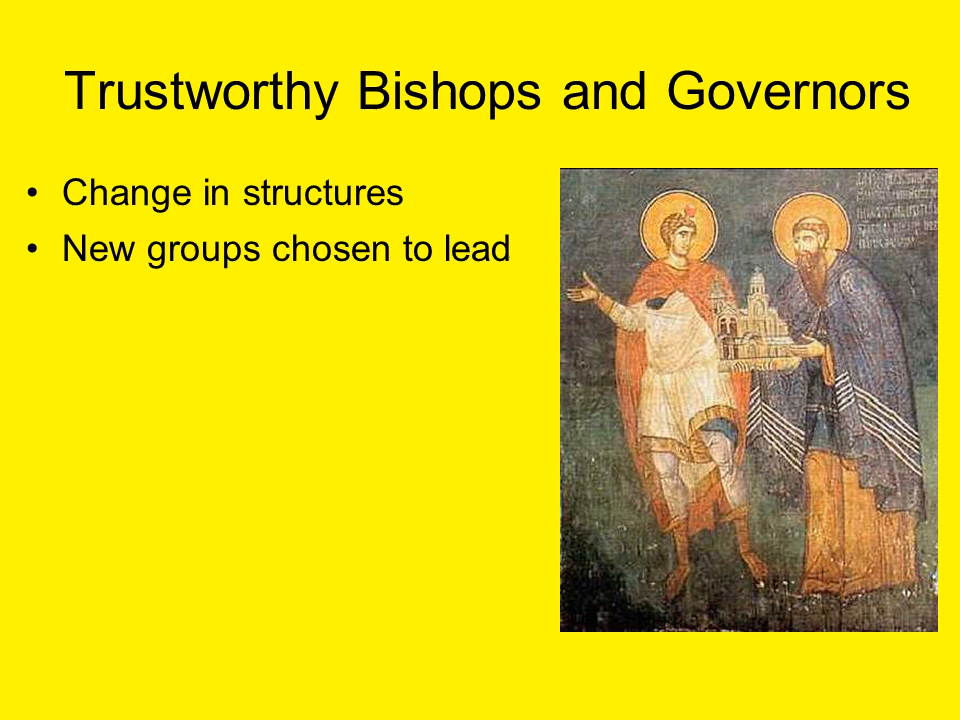 Trustworthy Bishops and Governors
• Change in structures
• New groups chosen to lead